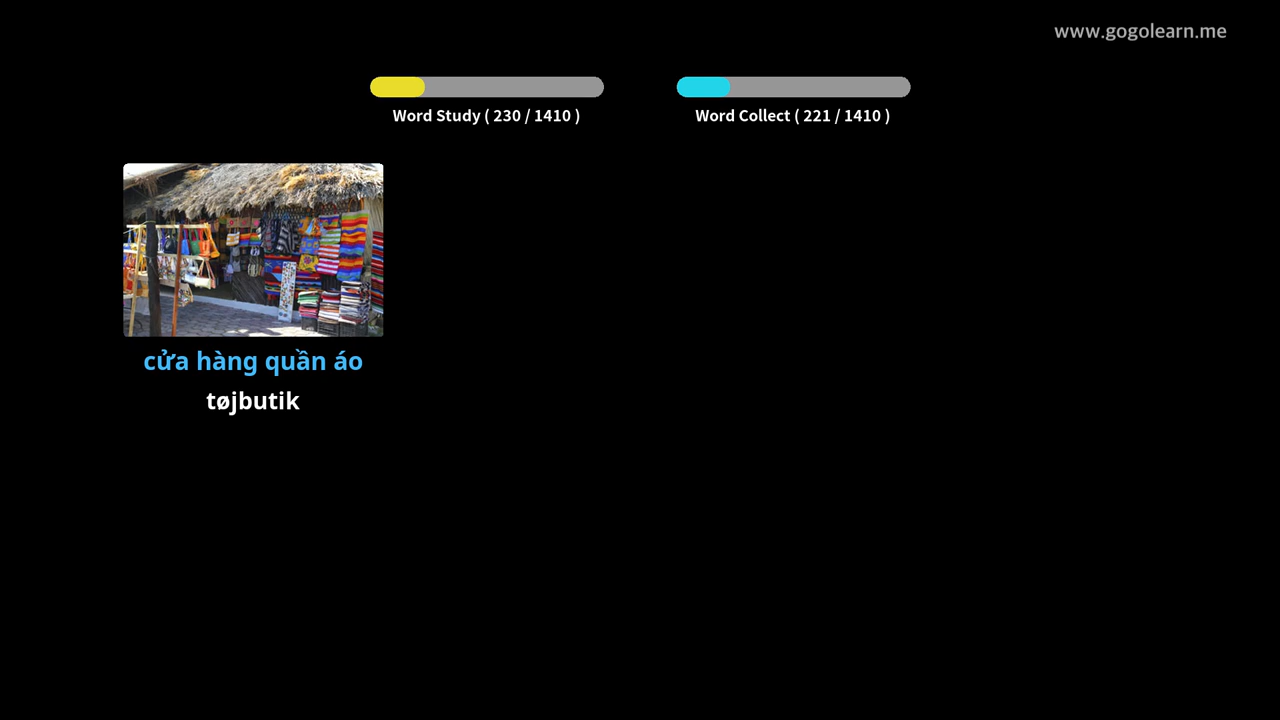 www.gogolearn.me
Word Study ( 230 / 1410 )
Word Collect ( 221 / 1410 )
cửa hàng quần áo
tøjbutik